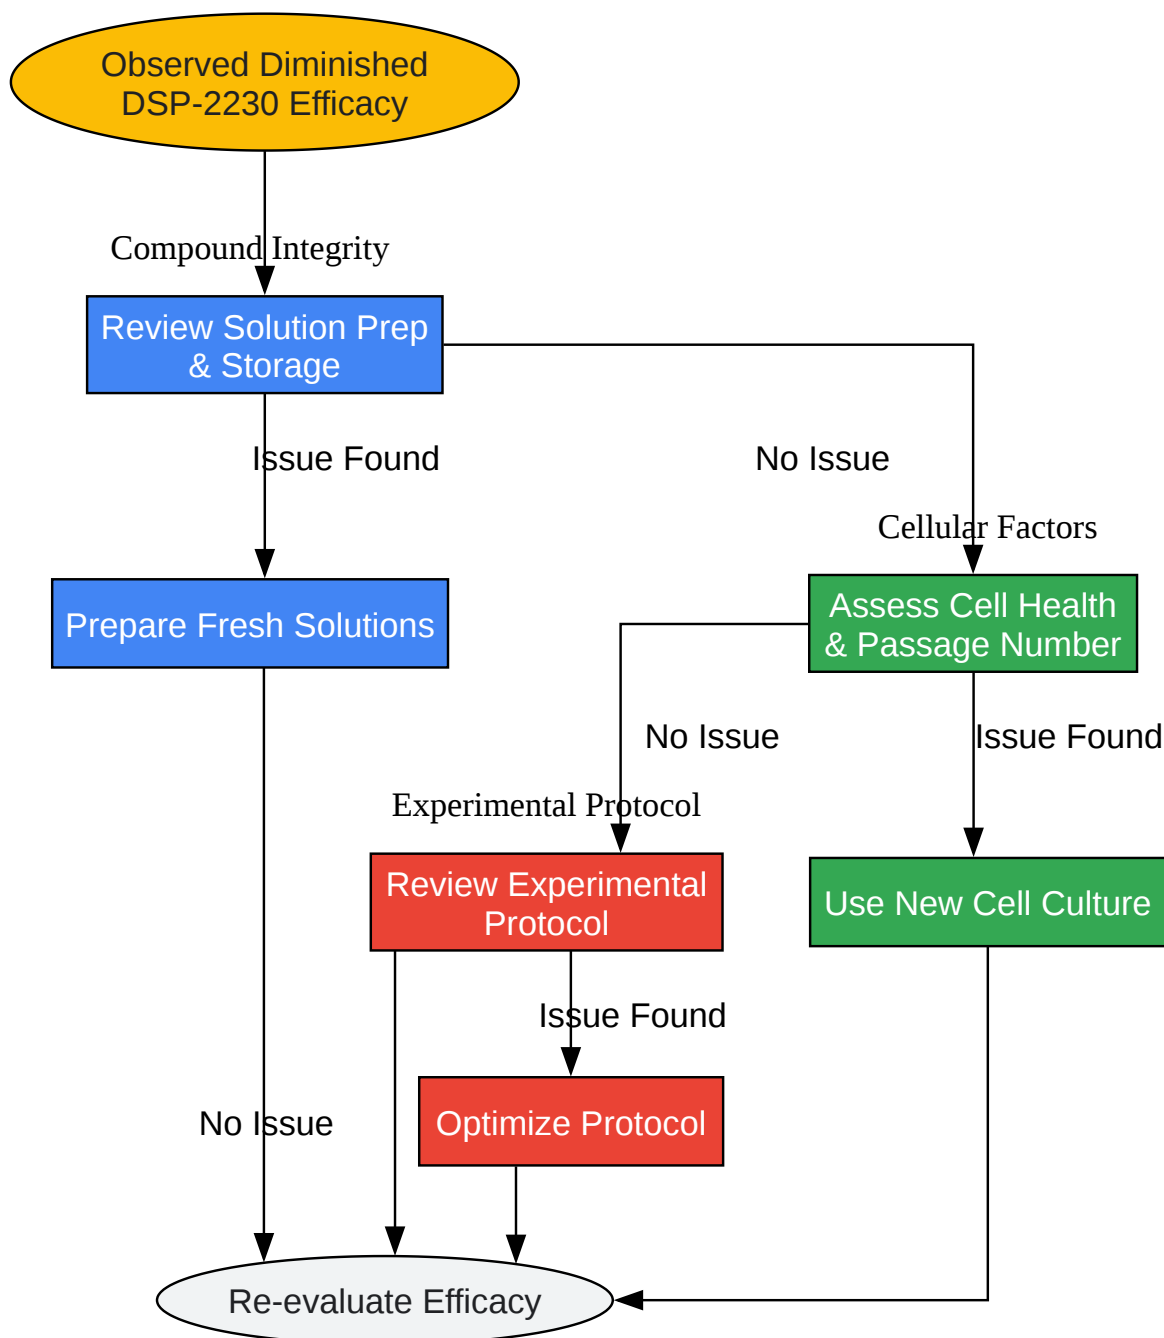 Observed Diminished
DSP-2230 Efficacy
Compound Integrity
Review Solution Prep
& Storage
Issue Found
No Issue
Cellular Factors
Assess Cell Health
& Passage Number
Prepare Fresh Solutions
No Issue
Issue Found
Experimental Protocol
Review Experimental
Protocol
Use New Cell Culture
Issue Found
No Issue
Optimize Protocol
Re-evaluate Efficacy